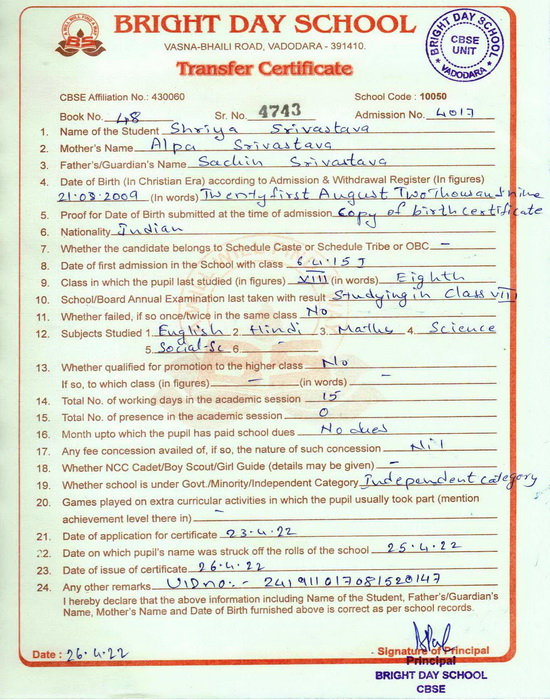 BRIGHT DAY SCHOOL
VASNA-BHAILI ROAD, VADODARA - 391410.
Transfer Certificate
BRIGHT DAY SCHOOL
CBSE
UNIT
VADODARA
CBSE Affiliation No.: 430060 School Code : 10050
Book No. 48 Sr. No. 4743 Admission No. 4017
1. Name of the Student Shriya Srivastava
2. Mother's Name Alpa Srivastava
3. Father's/Guardian's Name Sachin Srivastava
4. Date of Birth (in Christian Era) according to Admission & Withdrawal Register (In figures)
21.08.2009 (In words) Twenty first August Two Thousand nine
5. Proof for Date of Birth submitted at the time of admission Copy of birth certificate
6. Nationality Indian
7. Whether the candidate belongs to Schedule Caste or Schedule Tribe or OBC -
8. Date of first admission in the School with class 6.4.15 I
9. Class in which the pupil last studied (in figures) VIII (in words) Eighth
10. School/Board Annual Examination last taken with result Studying in Class VIII
11. Whether failed, if so once/twice in the same class No
12. Subjects Studied 1. English 2. Hindi 3. Maths 4. Science
5. Social-Sc 6. -
13. Whether qualified for promotion to the higher class No
If so, to which class (in figures) - (in words) -
14. Total No. of working days in the academic session 15
15. Total No. of presence in the academic session 0
16. Month upto which the pupil has paid school dues No dues
17. Any fee concession availed of, if so, the nature of such concession Nil
18. Whether NCC Cadet/Boy Scout/Girl Guide (details may be given) -
19. Whether school is under Govt./Minority/Independent Category Independent category
20. Games played on extra curricular activities in which the pupil usually took part (mention
achievement level there in) -
21. Date of application for certificate 23.4.22
22. Date on which pupil's name was struck off the rolls of the school 25.4.22
23. Date of issue of certificate 26.4.22
24. Any other remarks UID no:- 241911017081520147
I hereby declare that the above information including Name of the Student, Father's/Guardian's
Name, Mother's Name and Date of Birth furnished above is correct as per school records.
Date : 26.4.22 Signature of Principal
Principal
BRIGHT DAY SCHOOL
CBSE